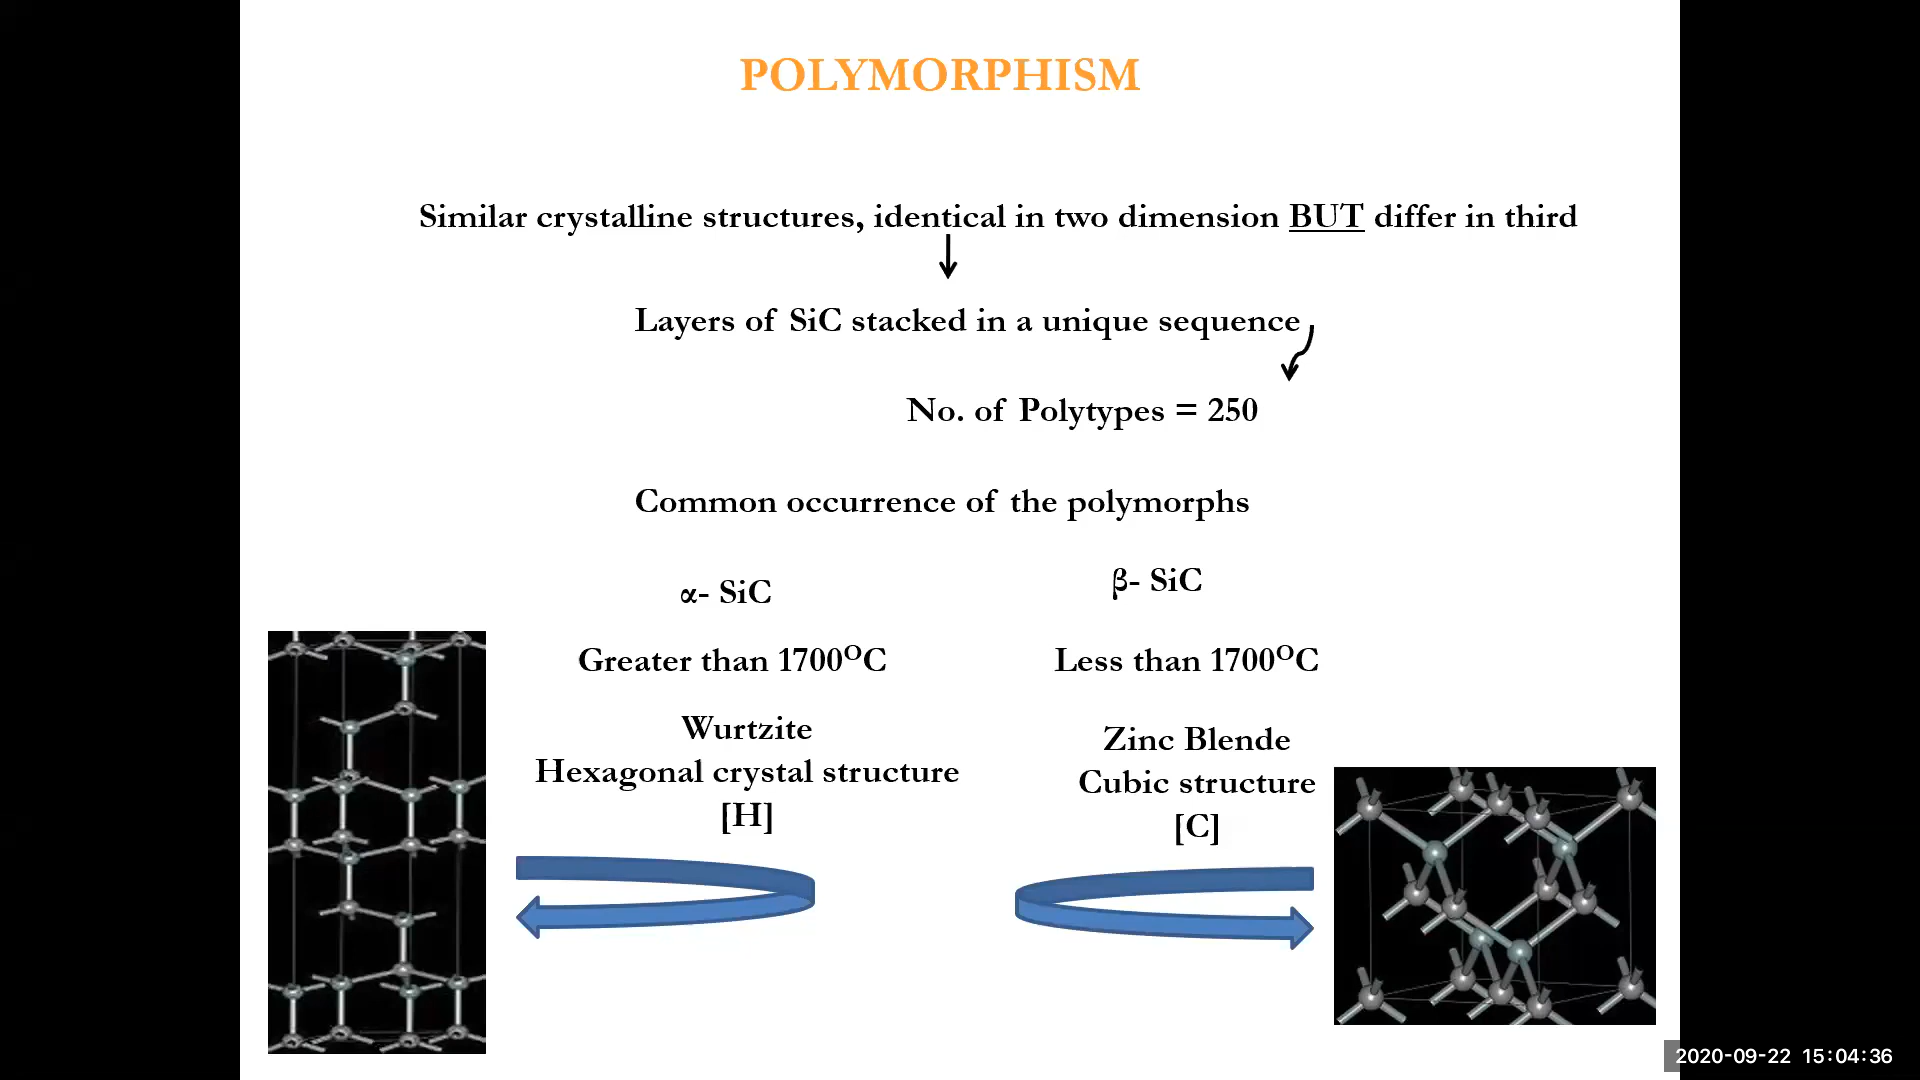 POLYMORPHISM
Similar crystalline structures, identical in two dimension BUT differ in third
Layers of SiC stacked in a unique sequence
No. of Polytypes = 250
Common occurrence of the polymorphs
α- SiC
Greater than 1700ᴼC
Wurtzite
Hexagonal crystal structure
[H]
β- SiC
Less than 1700ᴼC
Zinc Blende
Cubic structure
[C]
2020-09-22 15:04:36